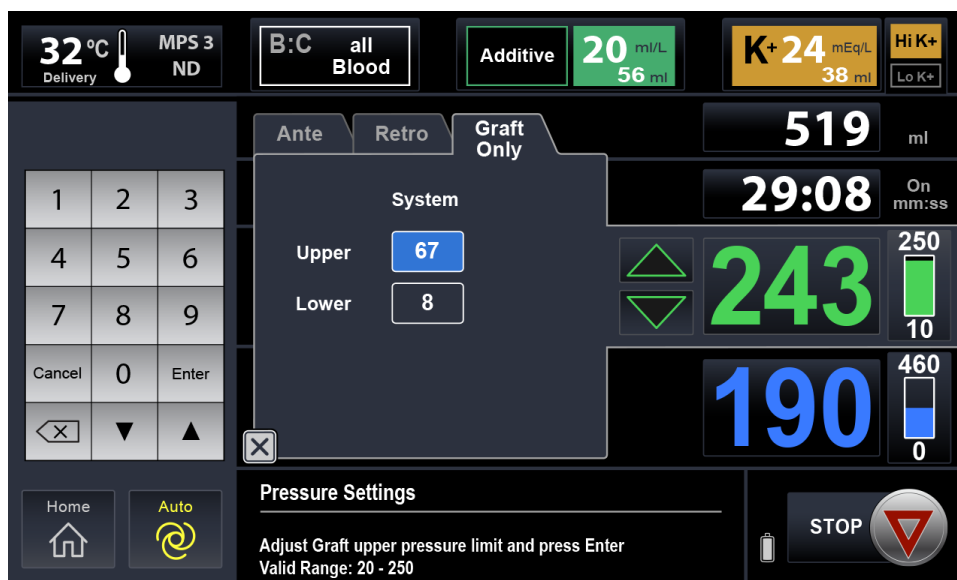 32 °C
Delivery
MPS 3
ND
B:C all
Blood
Additive
20 ml/L
56 ml
K+ 24 mEq/L
38 ml
Hi K+
Lo K+
Ante
Retro
Graft
Only
519 ml
System
29:08
On
mm:ss
Upper 67
Lower 8
243
250
10
190
460
0
1 2 3
4 5 6
7 8 9
Cancel 0 Enter
Home
Auto
Pressure Settings
Adjust Graft upper pressure limit and press Enter
Valid Range: 20 - 250
STOP